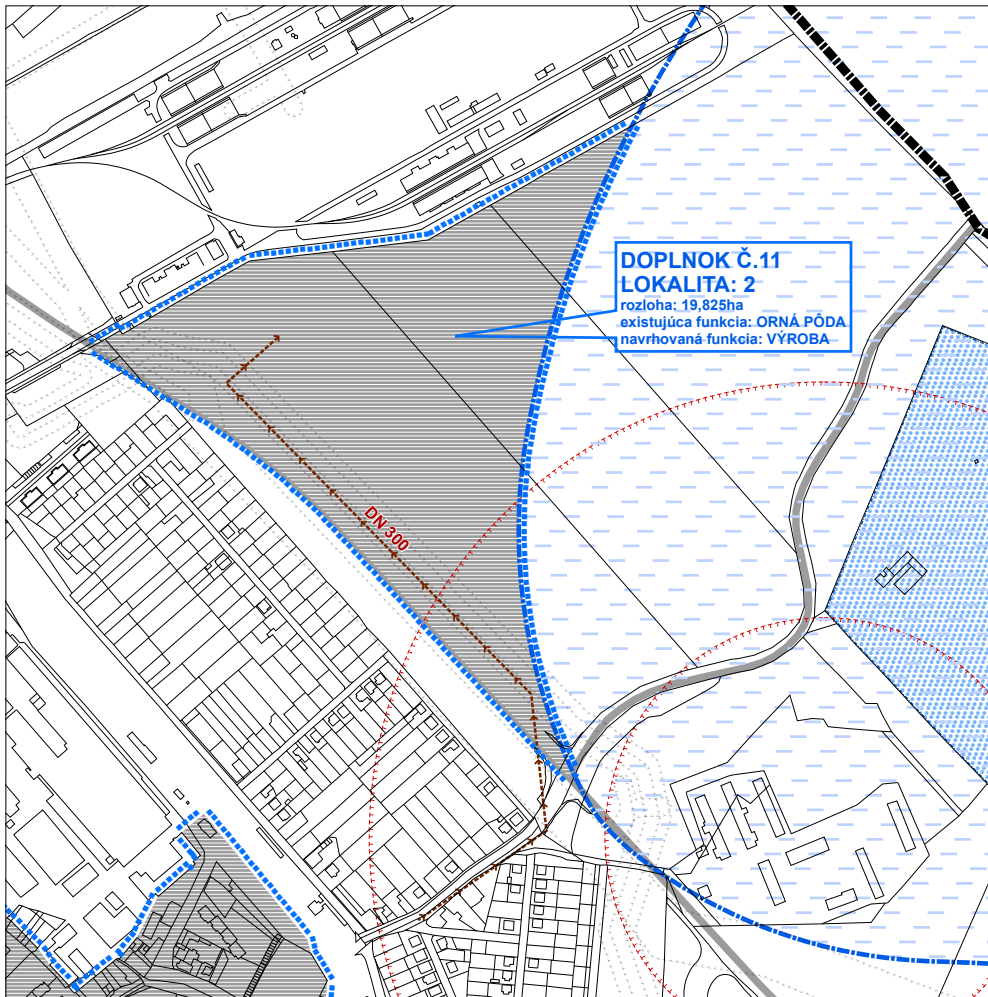 DOPLNOK Č.11
LOKALITA: 2
rozloha: 19,825ha
existujúca funkcia: ORNÁ PÔDA
navrhovaná funkcia: VÝROBA
DN 300